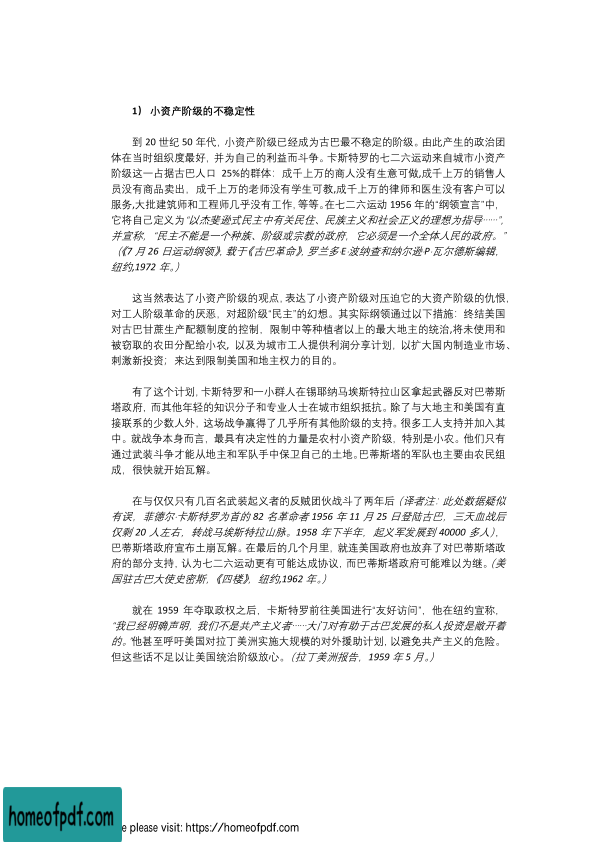 1） 小资产阶级的不稳定性
到 20 世纪 50 年代，小资产阶级已经成为古巴最不稳定的阶级。由此产生的政治团
体在当时组织度最好，并为自己的利益而斗争。卡斯特罗的七二六运动来自城市小资产
阶级这一占据古巴人口 25%的群体：成千上万的商人没有生意可做,成千上万的销售人
员没有商品卖出，成千上万的老师没有学生可教,成千上万的律师和医生没有客户可以
服务,大批建筑师和工程师几乎没有工作，等等。在七二六运动 1956 年的“纲领宣言”中，
它将自己定义为“以杰斐逊式民主中有关民住、民族主义和社会正义的理想为指导······”，
并宣称，“民主不能是一个种族、阶级或宗教的政府，它必须是一个全体人民的政府。”
（《7 月 26 日运动纲领》，载于《古巴革命》，罗兰多·E·波纳查和纳尔逊·P·瓦尔德斯编辑，
纽约,1972 年。）
这当然表达了小资产阶级的观点，表达了小资产阶级对压迫它的大资产阶级的仇恨，
对工人阶级革命的厌恶，对超阶级“民主”的幻想。其实际纲领通过以下措施：终结美国
对古巴甘蔗生产配额制度的控制，限制中等种植者以上的最大地主的统治,将未使用和
被窃取的农田分配给小农，以及为城市工人提供利润分享计划，以扩大国内制造业市场、
刺激新投资；来达到限制美国和地主权力的目的。
有了这个计划，卡斯特罗和一小群人在锡耶纳马埃斯特拉山区拿起武器反对巴蒂斯
塔政府，而其他年轻的知识分子和专业人士在城市组织抵抗。除了与大地主和美国有直
接联系的少数人外，这场战争赢得了几乎所有其他阶级的支持。很多工人支持并加入其
中。就战争本身而言，最具有决定性的力量是农村小资产阶级，特别是小农。他们只有
通过武装斗争才能从地主和军队手中保卫自己的土地。巴蒂斯塔的军队也主要由农民组
成，很快就开始瓦解。
在与仅仅只有几百名武装起义者的反贼团伙战斗了两年后（译者注：此处数据疑似
有误，菲德尔·卡斯特罗为首的 82 名革命者 1956 年 11 月 25 日登陆古巴，三天血战后
仅剩 20 人左右，转战马埃斯特拉山脉。1958 年下半年，起义军发展到 40000 多人），
巴蒂斯塔政府宣布土崩瓦解。在最后的几个月里，就连美国政府也放弃了对巴蒂斯塔政
府的部分支持，认为七二六运动更有可能达成协议，而巴蒂斯塔政府可能难以为继。（美
国驻古巴大使史密斯，《四楼》，纽约,1962 年。）
就在 1959 年夺取政权之后，卡斯特罗前往美国进行“友好访问”，他在纽约宣称，
“我已经明确声明，我们不是共产主义者······大门对有助于古巴发展的私人投资是敞开着
的。”他甚至呼吁美国对拉丁美洲实施大规模的对外援助计划，以避免共产主义的危险。
但这些话不足以让美国统治阶级放心。（拉丁美洲报告，1959 年 5 月。）
homeofpdf.com
e please visit: https://homeofpdf.com